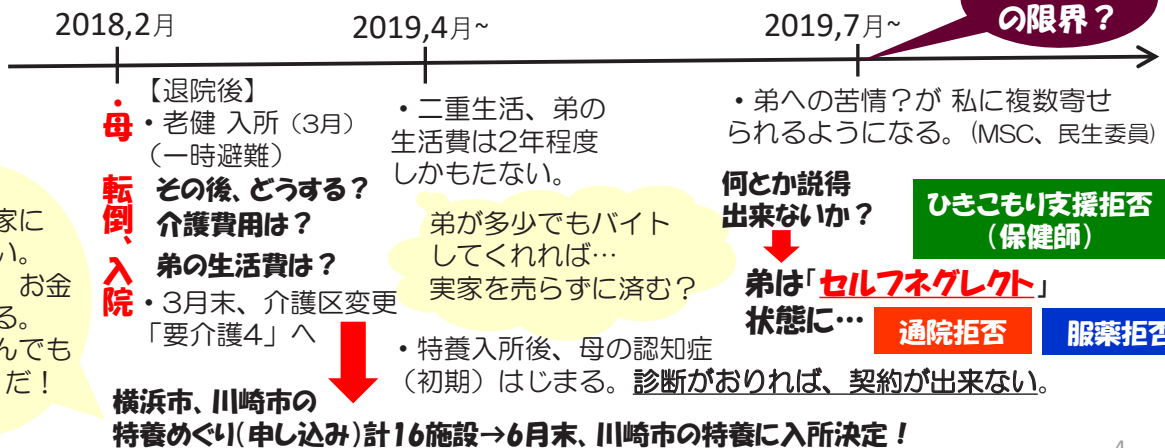 の限界？
2018,2月
2019,4月~
2019,7月~
・母 転倒、入院
【退院後】
・老健 入所（3月）
（一時避難）
その後、どうする？
介護費用は？
弟の生活費は？
・3月末、介護区変更
「要介護4」へ
横浜市、川崎市の
特養めぐり(申し込み)計16施設→6月末、川崎市の特養に入所決定！
家に
い。
お金
る。
んでも
だ！
・二重生活、弟の
生活費は2年程度
しかもたない。
弟が多少でもバイト
してくれれば…
実家を売らずに済む？
・特養入所後、母の認知症
（初期）はじまる。診断がおりれば、契約が出来ない。
・弟への苦情？が 私に複数寄せ
られるようになる。（MSC、民生委員）
何とか説得
出来ないか？
弟は「セルフネグレクト」
状態に…
ひきこもり支援拒否
（保健師）
通院拒否
服薬拒否